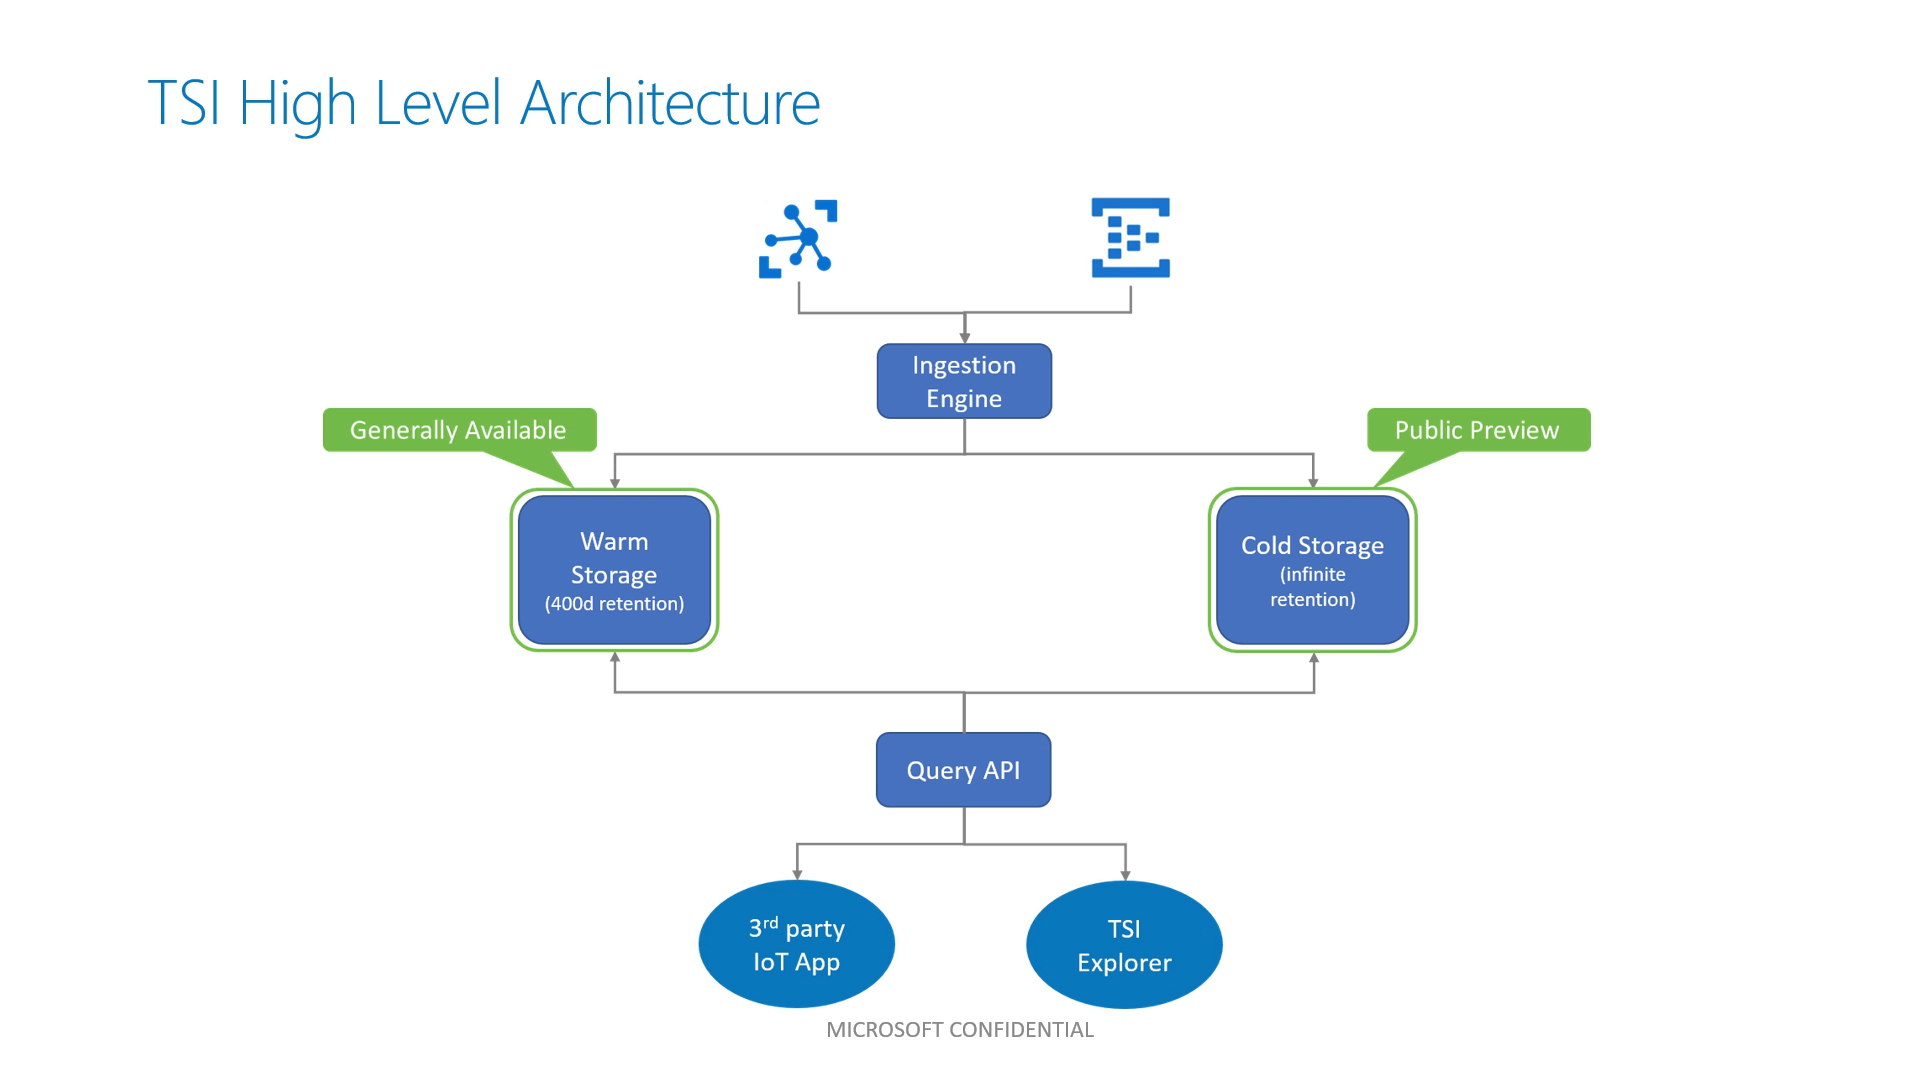 TSI High Level Architecture
Ingestion
Engine
Generally Available
Public Preview
Warm
Storage
(400d retention)
Cold Storage
(infinite
retention)
Query API
3rd party
IoT App
TSI
Explorer
MICROSOFT CONFIDENTIAL